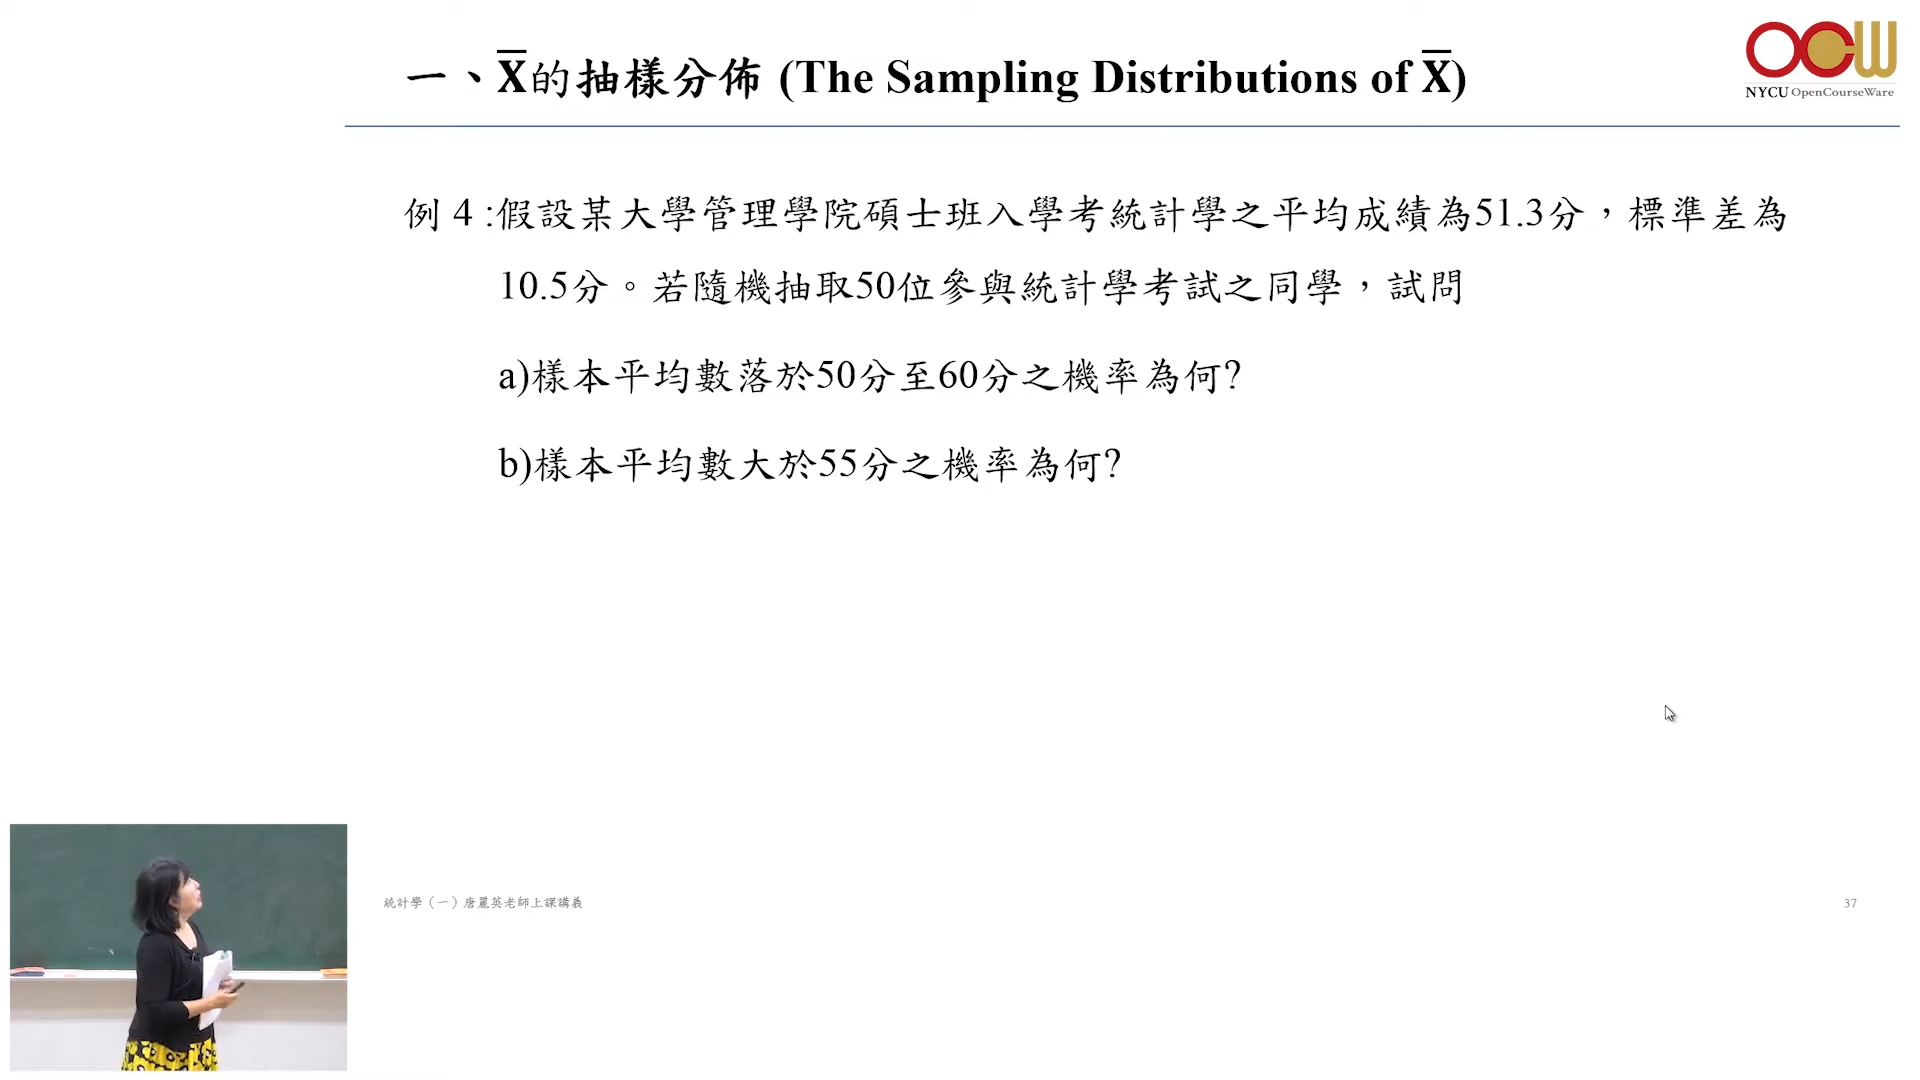 一、X̅的抽樣分佈 (The Sampling Distributions of X̅)
OCW
NYCU OpenCourseWare
例 4 :假設某大學管理學院碩士班入學考統計學之平均成績為51.3分，標準差為
10.5分。若隨機抽取50位參與統計學考試之同學，試問
a)樣本平均數落於50分至60分之機率為何?
b)樣本平均數大於55分之機率為何?
統計學（一）唐麗英老師上課講義
37